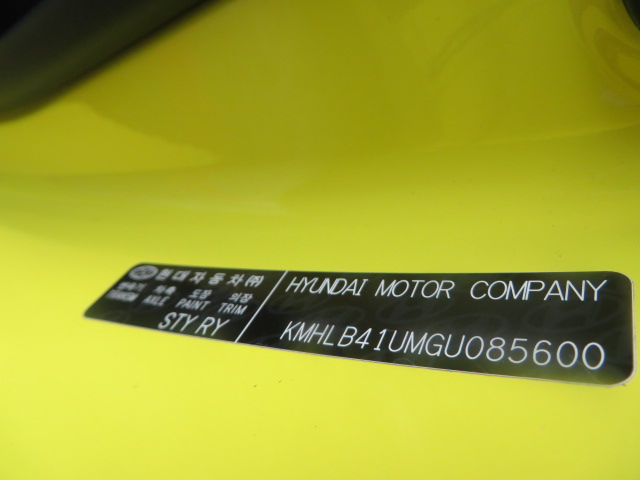 현대자동차(주)
변속기 차축 도장 의장
TRANSM AXLE PAINT TRIM
STY RY
HYUNDAI MOTOR COMPANY
KMHLB41UMGU085600